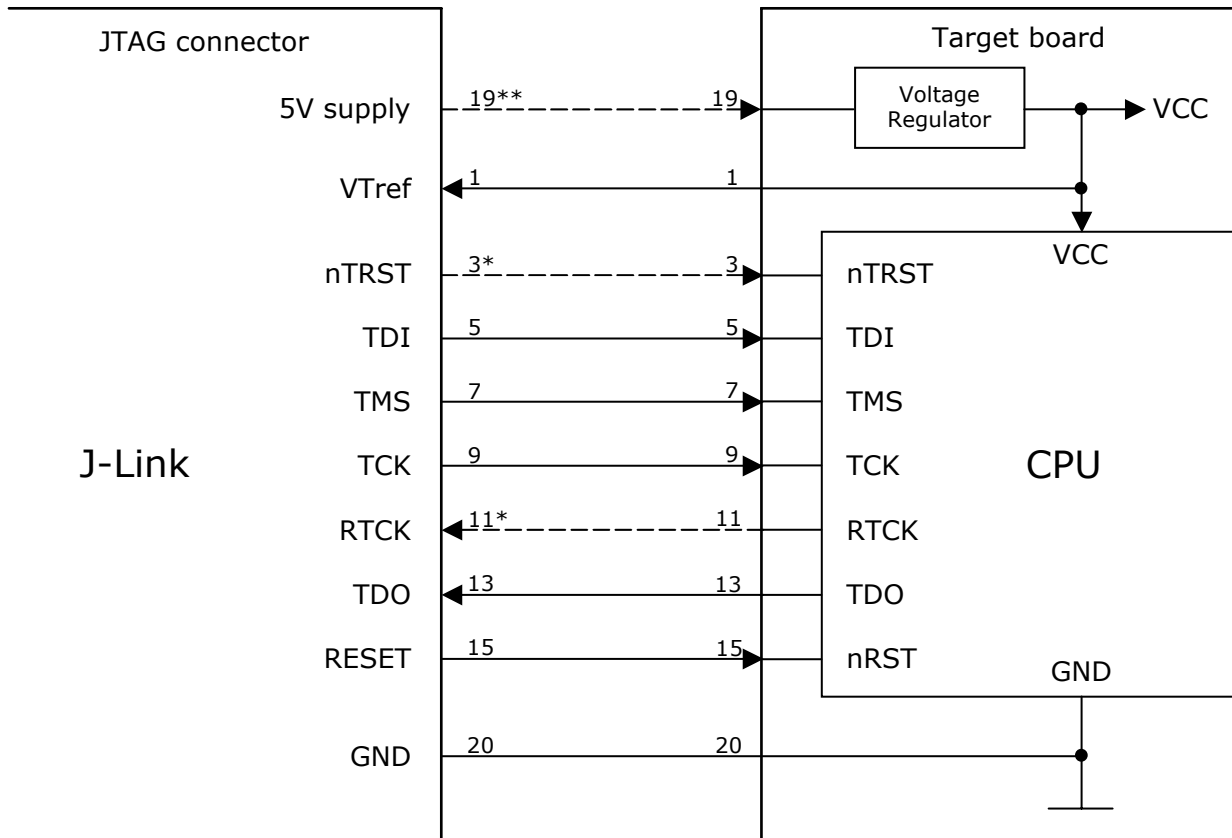 JTAG connector
Target board
5V supply 19** 19 Voltage Regulator VCC
VTref 1 1
VCC
nTRST 3* 3 nTRST
TDI 5 5 TDI
TMS 7 7 TMS
J-Link TCK 9 9 TCK CPU
RTCK 11* 11 RTCK
TDO 13 13 TDO
RESET 15 15 nRST
GND
GND 20 20